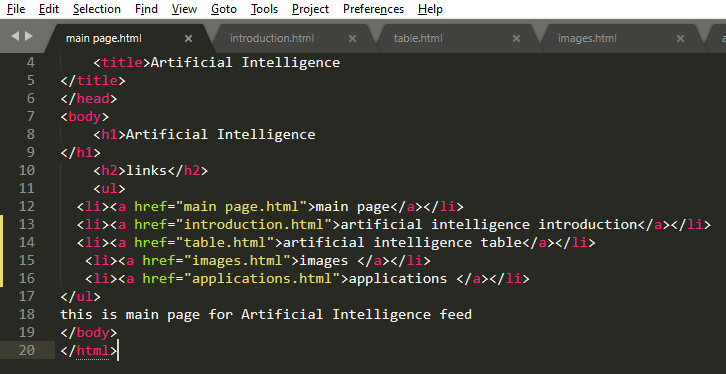 File Edit Selection Find View Goto Tools Project Preferences Help
main page.html × introduction.html × table.html × images.html × a
4 <title>Artificial Intelligence
5 </title>
6 </head>
7 <body>
8 <h1>Artificial Intelligence
9 </h1>
10 <h2>links</h2>
11 <ul>
12 <li><a href="main page.html">main page</a></li>
13 <li><a href="introduction.html">artificial intelligence introduction</a></li>
14 <li><a href="table.html">artificial intelligence table</a></li>
15 <li><a href="images.html">images </a></li>
16 <li><a href="applications.html">applications </a></li>
17 </ul>
18 this is main page for Artificial Intelligence feed
19 </body>
20 </html>